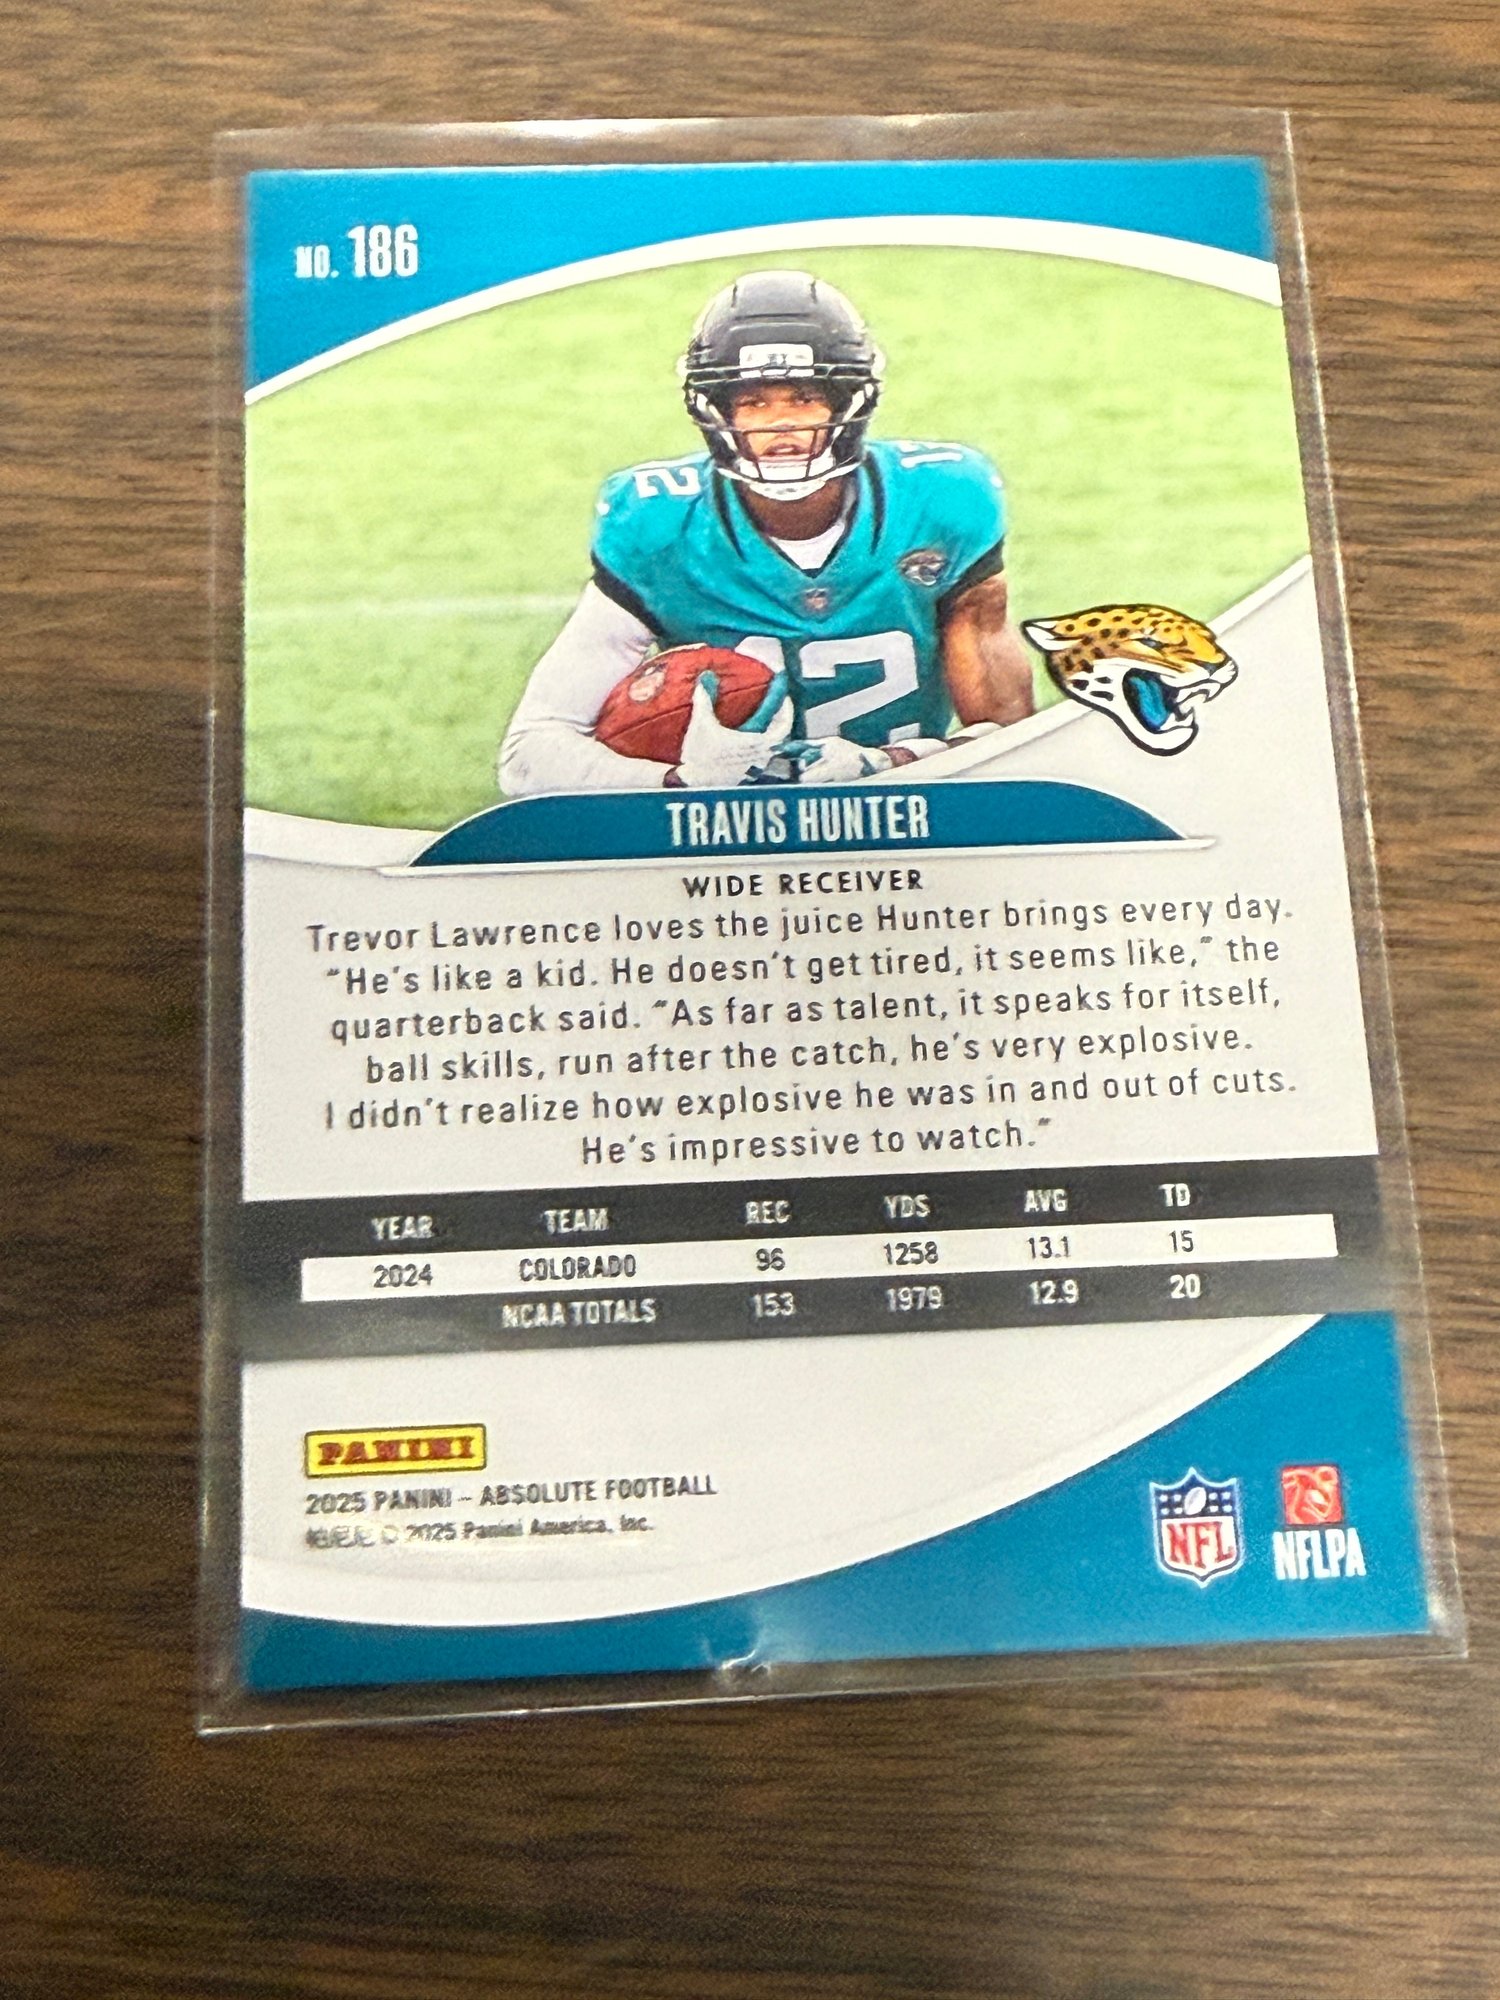 NO. 186
12
12
12
TRAVIS HUNTER
WIDE RECEIVER
Trevor Lawrence loves the juice Hunter brings every day.
"He's like a kid. He doesn't get tired, it seems like," the
quarterback said. "As far as talent, it speaks for itself,
ball skills, run after the catch, he's very explosive.
I didn't realize how explosive he was in and out of cuts.
He's impressive to watch."
YEAR TEAM REC YDS AVG TD
2024 COLORADO 96 1258 13.1 15
NCAA TOTALS 153 1979 12.9 20
PANINI
2025 PANINI – ABSOLUTE FOOTBALL
© 2025 Panini America, Inc.
NFL
NFLPA